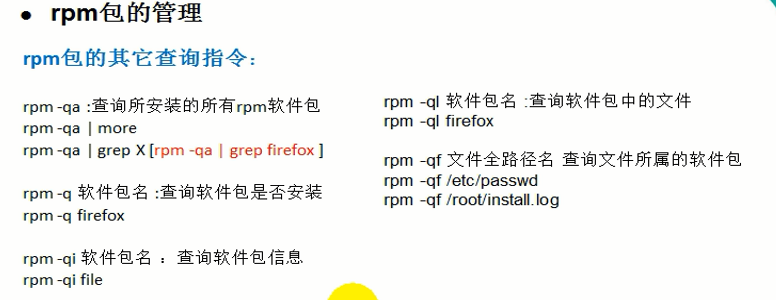 ● rpm包的管理
rpm包的其它查询指令：
rpm -qa :查询所安装的所有rpm软件包
rpm -qa | more
rpm -qa | grep X [rpm -qa | grep firefox ]
rpm -q 软件包名 :查询软件包是否安装
rpm -q firefox
rpm -qi 软件包名 ：查询软件包信息
rpm -qi file
rpm -ql 软件包名 :查询软件包中的文件
rpm -ql firefox
rpm -qf 文件全路径名 查询文件所属的软件包
rpm -qf /etc/passwd
rpm -qf /root/install.log